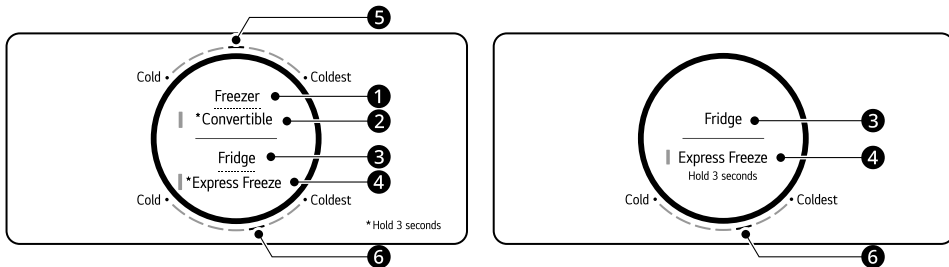 5
Cold
Coldest
Freezer
1
*Convertible
2
Fridge
3
*Express Freeze
4
Cold
Coldest
*Hold 3 seconds
6
Fridge
3
Express Freeze
4
Hold 3 seconds
Cold
Coldest
6